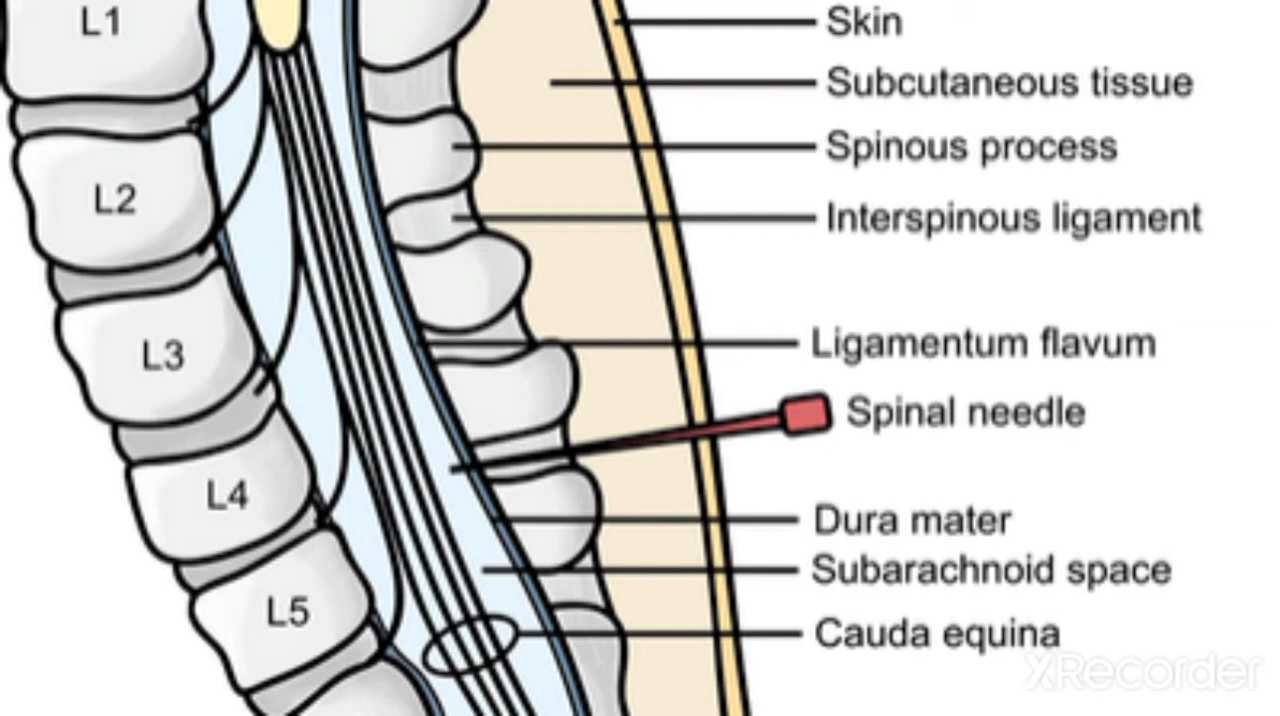 L1
L2
L3
L4
L5
Skin
Subcutaneous tissue
Spinous process
Interspinous ligament
Ligamentum flavum
Spinal needle
Dura mater
Subarachnoid space
Cauda equina
XRecorder